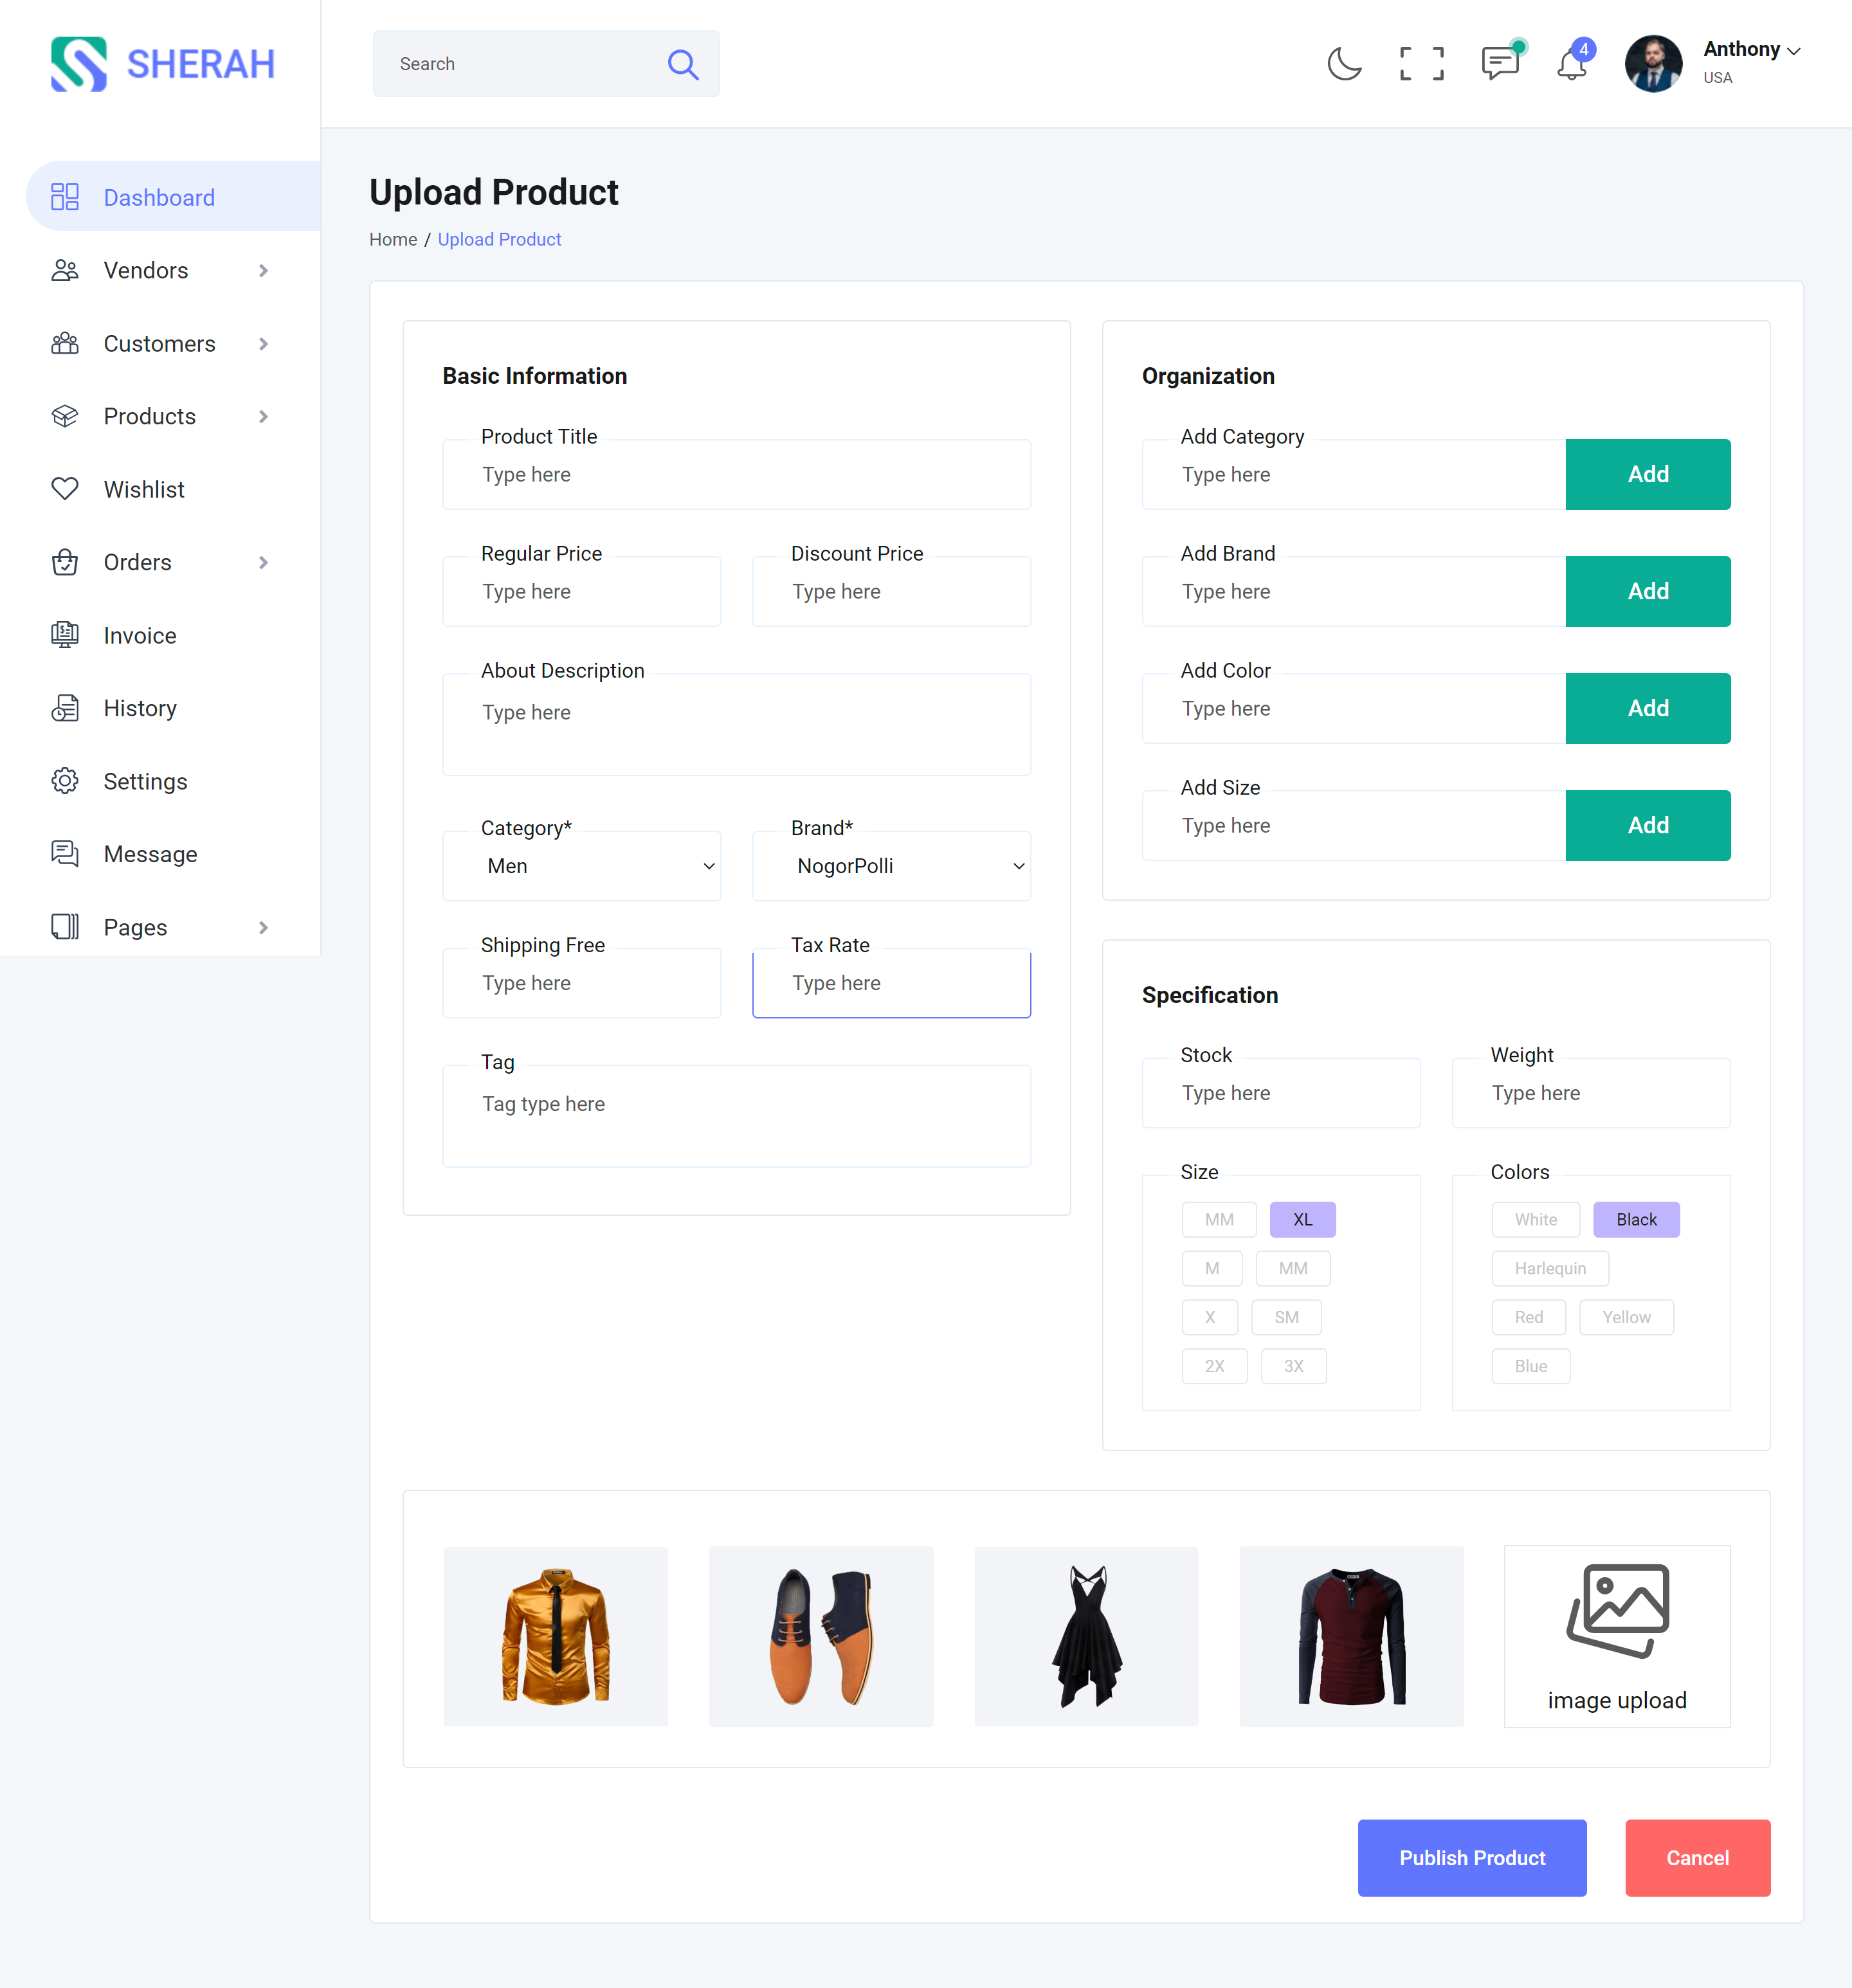 SHERAH
Search
4
Anthony
USA
Dashboard
Vendors
Customers
Products
Wishlist
Orders
Invoice
History
Settings
Message
Pages
Upload Product
Home / Upload Product
Basic Information
Product Title
Type here
Regular Price
Type here
Discount Price
Type here
About Description
Type here
Category*
Men
Brand*
NogorPolli
Shipping Free
Type here
Tax Rate
Type here
Tag
Tag type here
Organization
Add Category
Type here
Add
Add Brand
Type here
Add
Add Color
Type here
Add
Add Size
Type here
Add
Specification
Stock
Type here
Weight
Type here
Size
MM XL
M MM
X SM
2X 3X
Colors
White Black
Harlequin
Red Yellow
Blue
image upload
Publish Product
Cancel